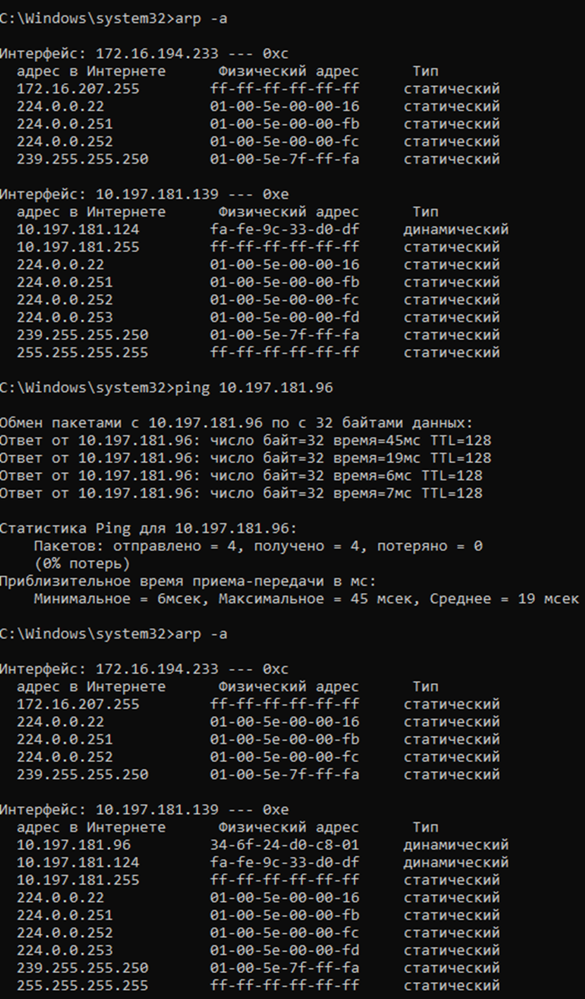 C:\Windows\system32>arp -a
Интерфейс: 172.16.194.233 --- 0xc
адрес в Интернете Физический адрес Тип
172.16.207.255 ff-ff-ff-ff-ff-ff статический
224.0.0.22 01-00-5e-00-00-16 статический
224.0.0.251 01-00-5e-00-00-fb статический
224.0.0.252 01-00-5e-00-00-fc статический
239.255.255.250 01-00-5e-7f-ff-fa статический
Интерфейс: 10.197.181.139 --- 0xe
адрес в Интернете Физический адрес Тип
10.197.181.124 fa-fe-9c-33-d0-df динамический
10.197.181.255 ff-ff-ff-ff-ff-ff статический
224.0.0.22 01-00-5e-00-00-16 статический
224.0.0.251 01-00-5e-00-00-fb статический
224.0.0.252 01-00-5e-00-00-fc статический
224.0.0.253 01-00-5e-00-00-fd статический
239.255.255.250 01-00-5e-7f-ff-fa статический
255.255.255.255 ff-ff-ff-ff-ff-ff статический
C:\Windows\system32>ping 10.197.181.96
Обмен пакетами с 10.197.181.96 по с 32 байтами данных:
Ответ от 10.197.181.96: число байт=32 время=45мс TTL=128
Ответ от 10.197.181.96: число байт=32 время=19мс TTL=128
Ответ от 10.197.181.96: число байт=32 время=6мс TTL=128
Ответ от 10.197.181.96: число байт=32 время=7мс TTL=128
Статистика Ping для 10.197.181.96:
Пакетов: отправлено = 4, получено = 4, потеряно = 0
(0% потерь)
Приблизительное время приема-передачи в мс:
Минимальное = 6мсек, Максимальное = 45 мсек, Среднее = 19 мсек
C:\Windows\system32>arp -a
Интерфейс: 172.16.194.233 --- 0xc
адрес в Интернете Физический адрес Тип
172.16.207.255 ff-ff-ff-ff-ff-ff статический
224.0.0.22 01-00-5e-00-00-16 статический
224.0.0.251 01-00-5e-00-00-fb статический
224.0.0.252 01-00-5e-00-00-fc статический
239.255.255.250 01-00-5e-7f-ff-fa статический
Интерфейс: 10.197.181.139 --- 0xe
адрес в Интернете Физический адрес Тип
10.197.181.96 34-6f-24-d0-c8-01 динамический
10.197.181.124 fa-fe-9c-33-d0-df динамический
10.197.181.255 ff-ff-ff-ff-ff-ff статический
224.0.0.22 01-00-5e-00-00-16 статический
224.0.0.251 01-00-5e-00-00-fb статический
224.0.0.252 01-00-5e-00-00-fc статический
224.0.0.253 01-00-5e-00-00-fd статический
239.255.255.250 01-00-5e-7f-ff-fa статический
255.255.255.255 ff-ff-ff-ff-ff-ff статический